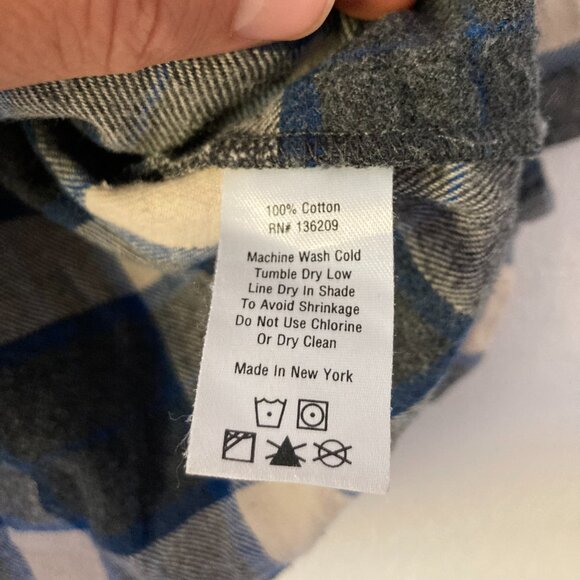 100% Cotton
RN# 136209
Machine Wash Cold
Tumble Dry Low
Line Dry In Shade
To Avoid Shrinkage
Do Not Use Chlorine
Or Dry Clean
Made In New York